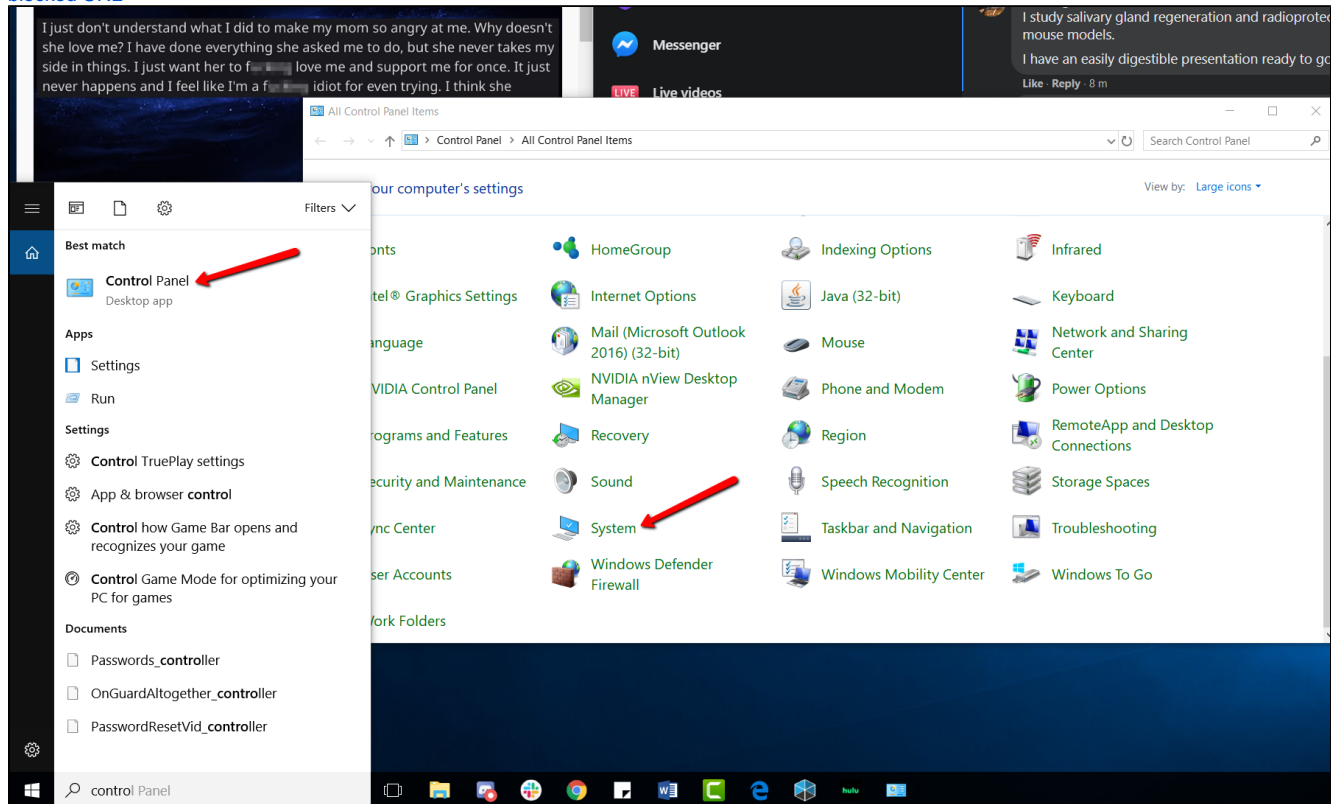 blocked URL
I just don't understand what I did to make my mom so angry at me. Why doesn't
she love me? I have done everything she asked me to do, but she never takes my
side in things. I just want her to f love me and support me for once. It just
never happens and I feel like I'm a f idiot for even trying. I think she
Messenger
LIVE Live videos
I study salivary gland regeneration and radioprotec
mouse models.
I have an easily digestible presentation ready to go
Like · Reply · 8 m
All Control Panel Items
Control Panel > All Control Panel Items
Search Control Panel
our computer's settings
View by: Large icons
Filters
Best match
Control Panel
Desktop app
Apps
Settings
Run
Settings
Control TruePlay settings
App & browser control
Control how Game Bar opens and
recognizes your game
Control Game Mode for optimizing your
PC for games
Documents
Passwords_controller
OnGuardAltogether_controller
PasswordResetVid_controller
control Panel
onts
HomeGroup
Indexing Options
Infrared
tel® Graphics Settings
Internet Options
Java (32-bit)
Keyboard
anguage
Mail (Microsoft Outlook
2016) (32-bit)
Mouse
Network and Sharing
Center
VIDIA Control Panel
NVIDIA nView Desktop
Manager
Phone and Modem
Power Options
rograms and Features
Recovery
Region
RemoteApp and Desktop
Connections
ecurity and Maintenance
Sound
Speech Recognition
Storage Spaces
ync Center
System
Taskbar and Navigation
Troubleshooting
ser Accounts
Windows Defender
Firewall
Windows Mobility Center
Windows To Go
Work Folders
hulu